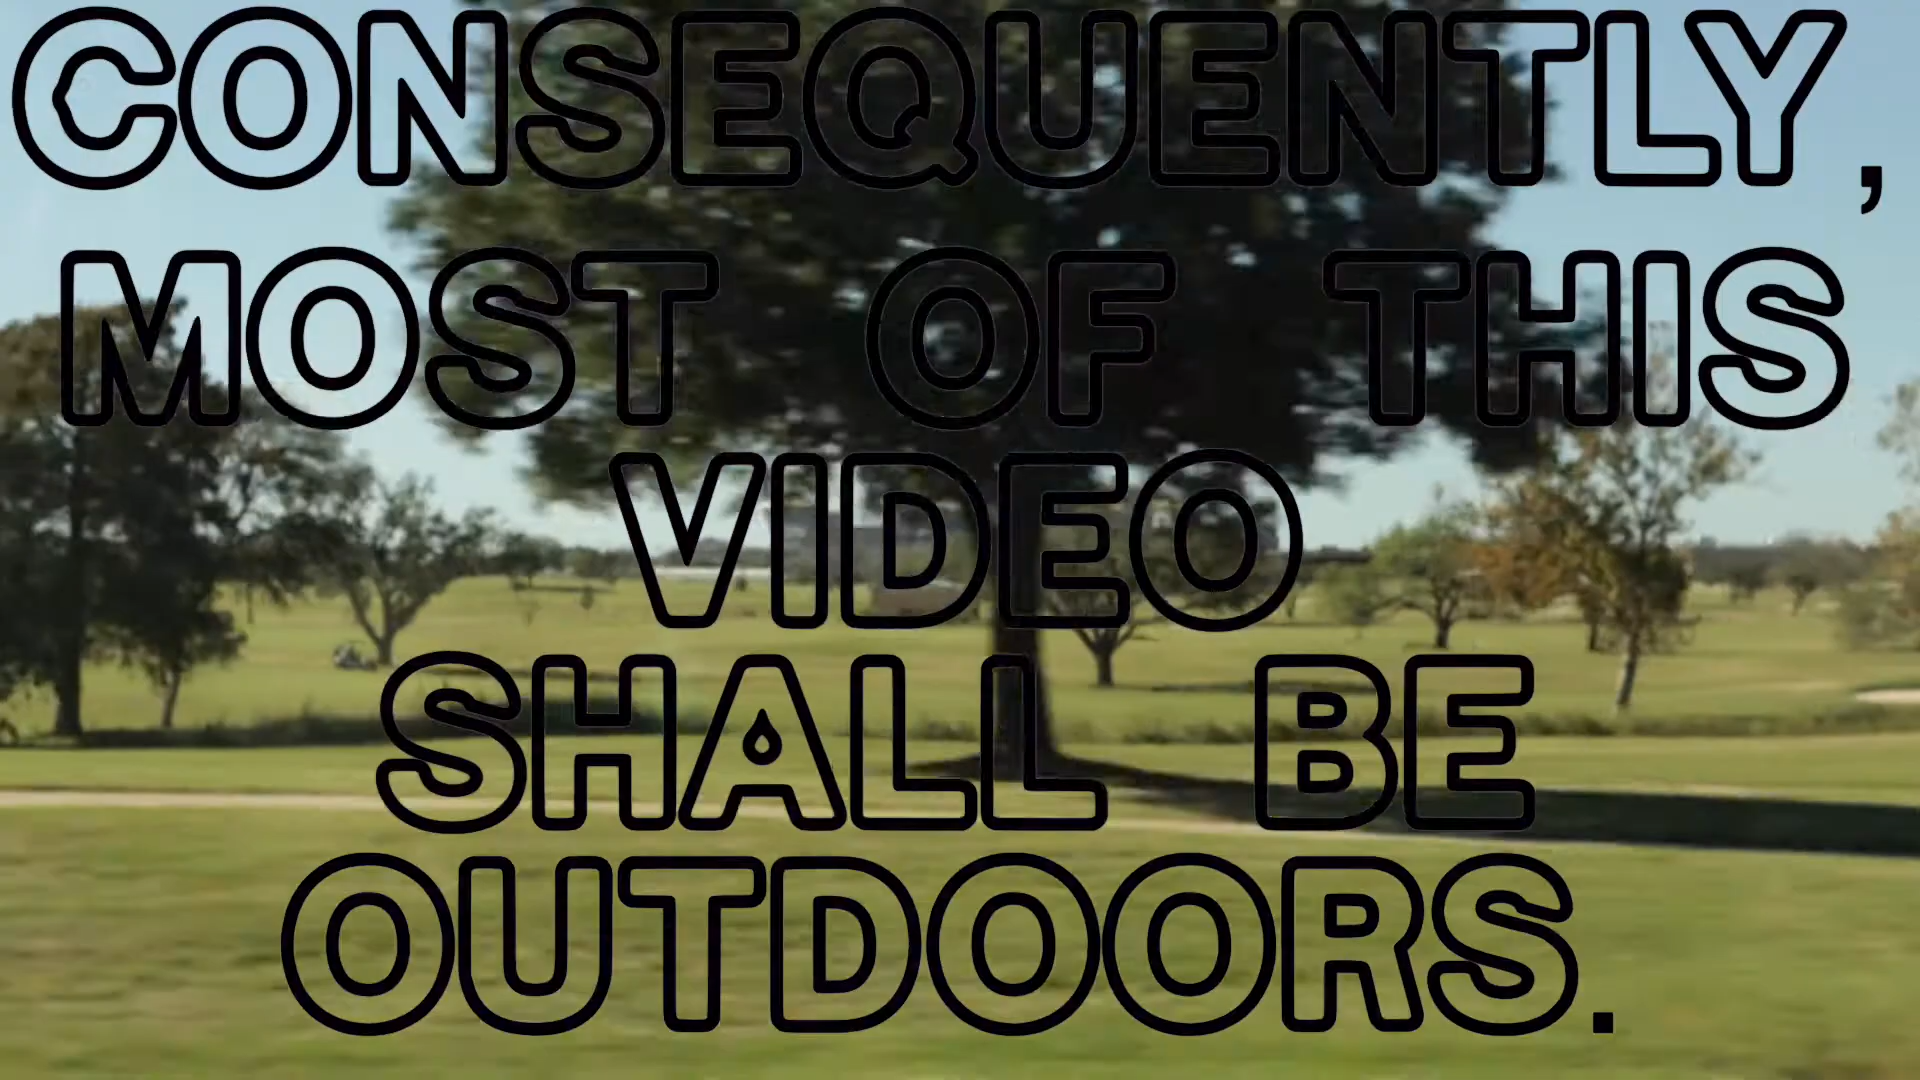 CONSEQUENTLY,
MOST OF THIS
VIDEO
SHALL BE
OUTDOORS.